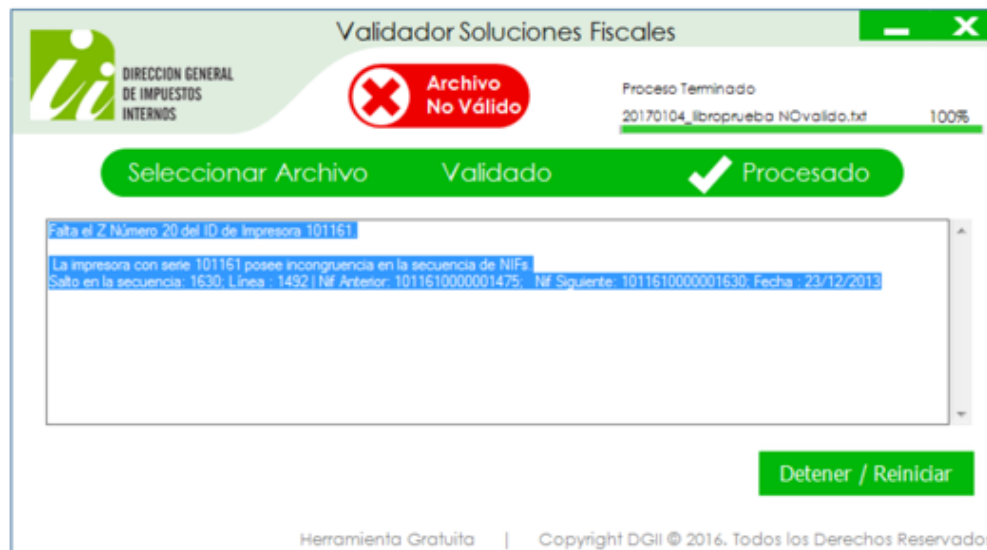 Validador Soluciones Fiscales
DIRECCION GENERAL
DE IMPUESTOS
INTERNOS
Archivo
No Válido
Proceso Terminado
20170104_libroprueba NOvalido.txt 100%
Seleccionar Archivo Validado Procesado
Falta el Z Número 20 del ID de Impresora 101161.
La impresora con serie 101161 posee incongruencia en la secuencia de NIFs.
Salto en la secuencia: 1630; Línea : 1492 | Nif Anterior: 1011610000001475; Nif Siguiente: 1011610000001630; Fecha : 23/12/2013
Detener / Reiniciar
Herramienta Gratuita | Copyright DGII © 2016. Todos los Derechos Reservado